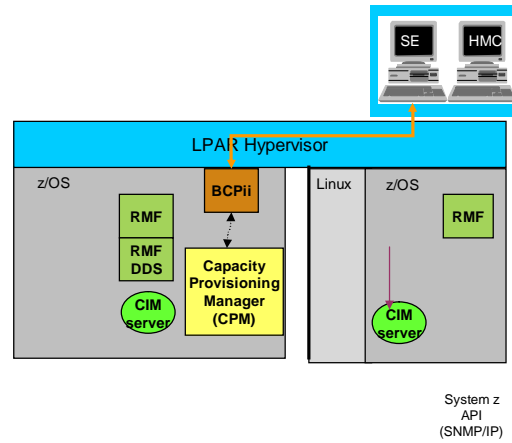 SE HMC
LPAR Hypervisor
z/OS
BCPii
Linux
z/OS
RMF
RMF
RMF
DDS
Capacity
Provisioning
Manager
(CPM)
CIM
server
CIM
server
System z
API
(SNMP/IP)